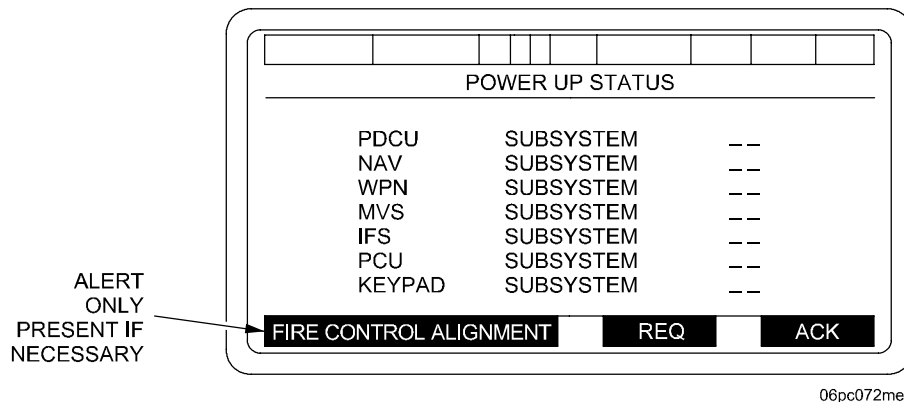 POWER UP STATUS
PDCU SUBSYSTEM _ _
NAV SUBSYSTEM _ _
WPN SUBSYSTEM _ _
MVS SUBSYSTEM _ _
IFS SUBSYSTEM _ _
PCU SUBSYSTEM _ _
KEYPAD SUBSYSTEM _ _
ALERT
ONLY
PRESENT IF
NECESSARY
FIRE CONTROL ALIGNMENT REQ ACK
06pc072me